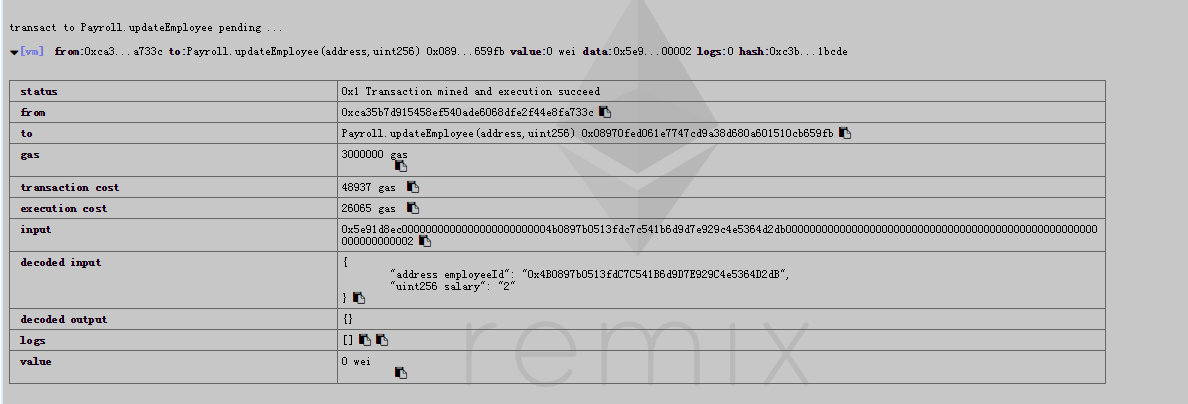 transact to Payroll.updateEmployee pending ...
[vm] from:0xca3...a733c to:Payroll.updateEmployee(address,uint256) 0x089...659fb value:0 wei data:0x5e9...00002 logs:0 hash:0xc3b...1bcde
status 0x1 Transaction mined and execution succeed
from 0xca35b7d915458ef540ade6068dfe2f44e8fa733c
to Payroll.updateEmployee(address,uint256) 0x08970fed061e7747cd9a38d680a601510cb659fb
gas 3000000 gas
transaction cost 48937 gas
execution cost 26065 gas
input 0x5e91d8ec0000000000000000000000004b0897b0513fdc7c541b6d9d7e929c4e5364d2db00000000000000000000000000000000000000000000000000
00000000000002
decoded input {
"address employeeId": "0x4B0897b0513fdC7C541B6d9D7E929C4e5364D2dB",
"uint256 salary": "2"
}
decoded output {}
logs []
value 0 wei
remix